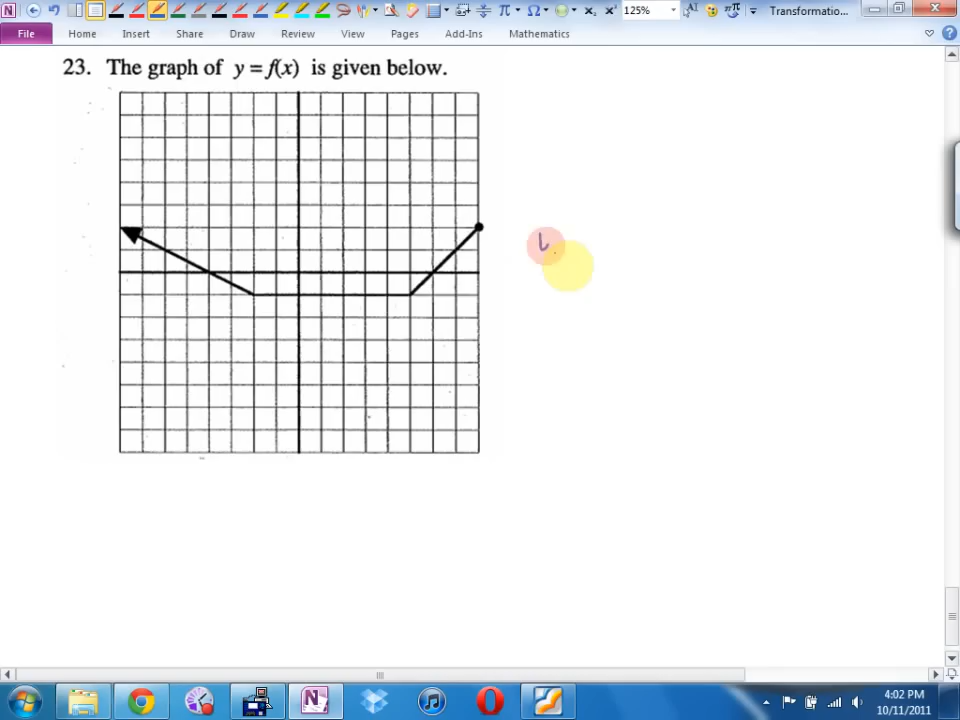 125%
Transformatio...
File Home Insert Share Draw Review View Pages Add-Ins Mathematics
23. The graph of y = f(x) is given below.
4:02 PM
10/11/2011